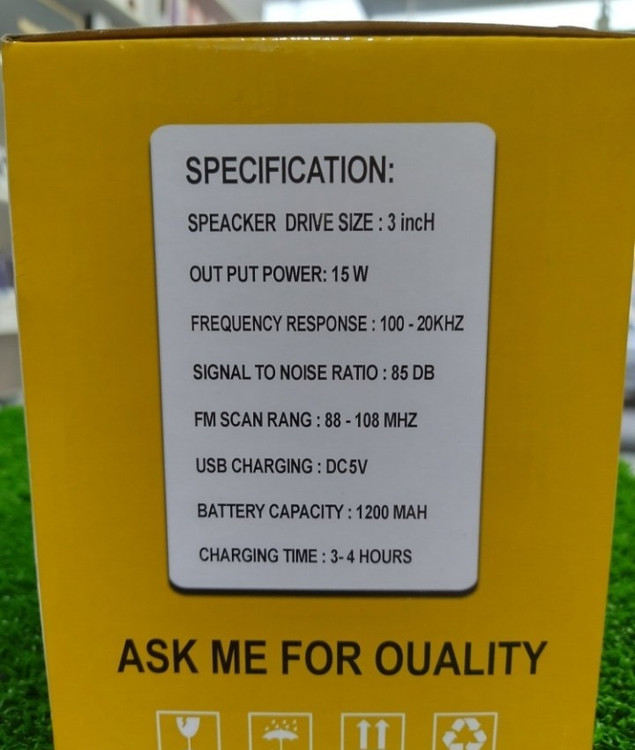 SPECIFICATION:
SPEACKER DRIVE SIZE : 3 incH
OUT PUT POWER: 15 W
FREQUENCY RESPONSE : 100 - 20KHZ
SIGNAL TO NOISE RATIO : 85 DB
FM SCAN RANG : 88 - 108 MHZ
USB CHARGING : DC5V
BATTERY CAPACITY : 1200 MAH
CHARGING TIME : 3- 4 HOURS
ASK ME FOR OUALITY